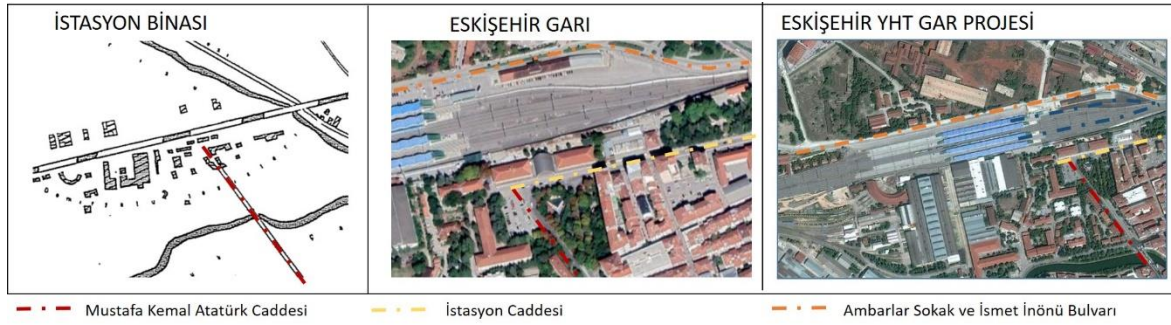 İSTASYON BİNASI
ESKİŞEHİR GARI
ESKİŞEHİR YHT GAR PROJESİ
Mustafa Kemal Atatürk Caddesi
İstasyon Caddesi
Ambarlar Sokak ve İsmet İnönü Bulvarı